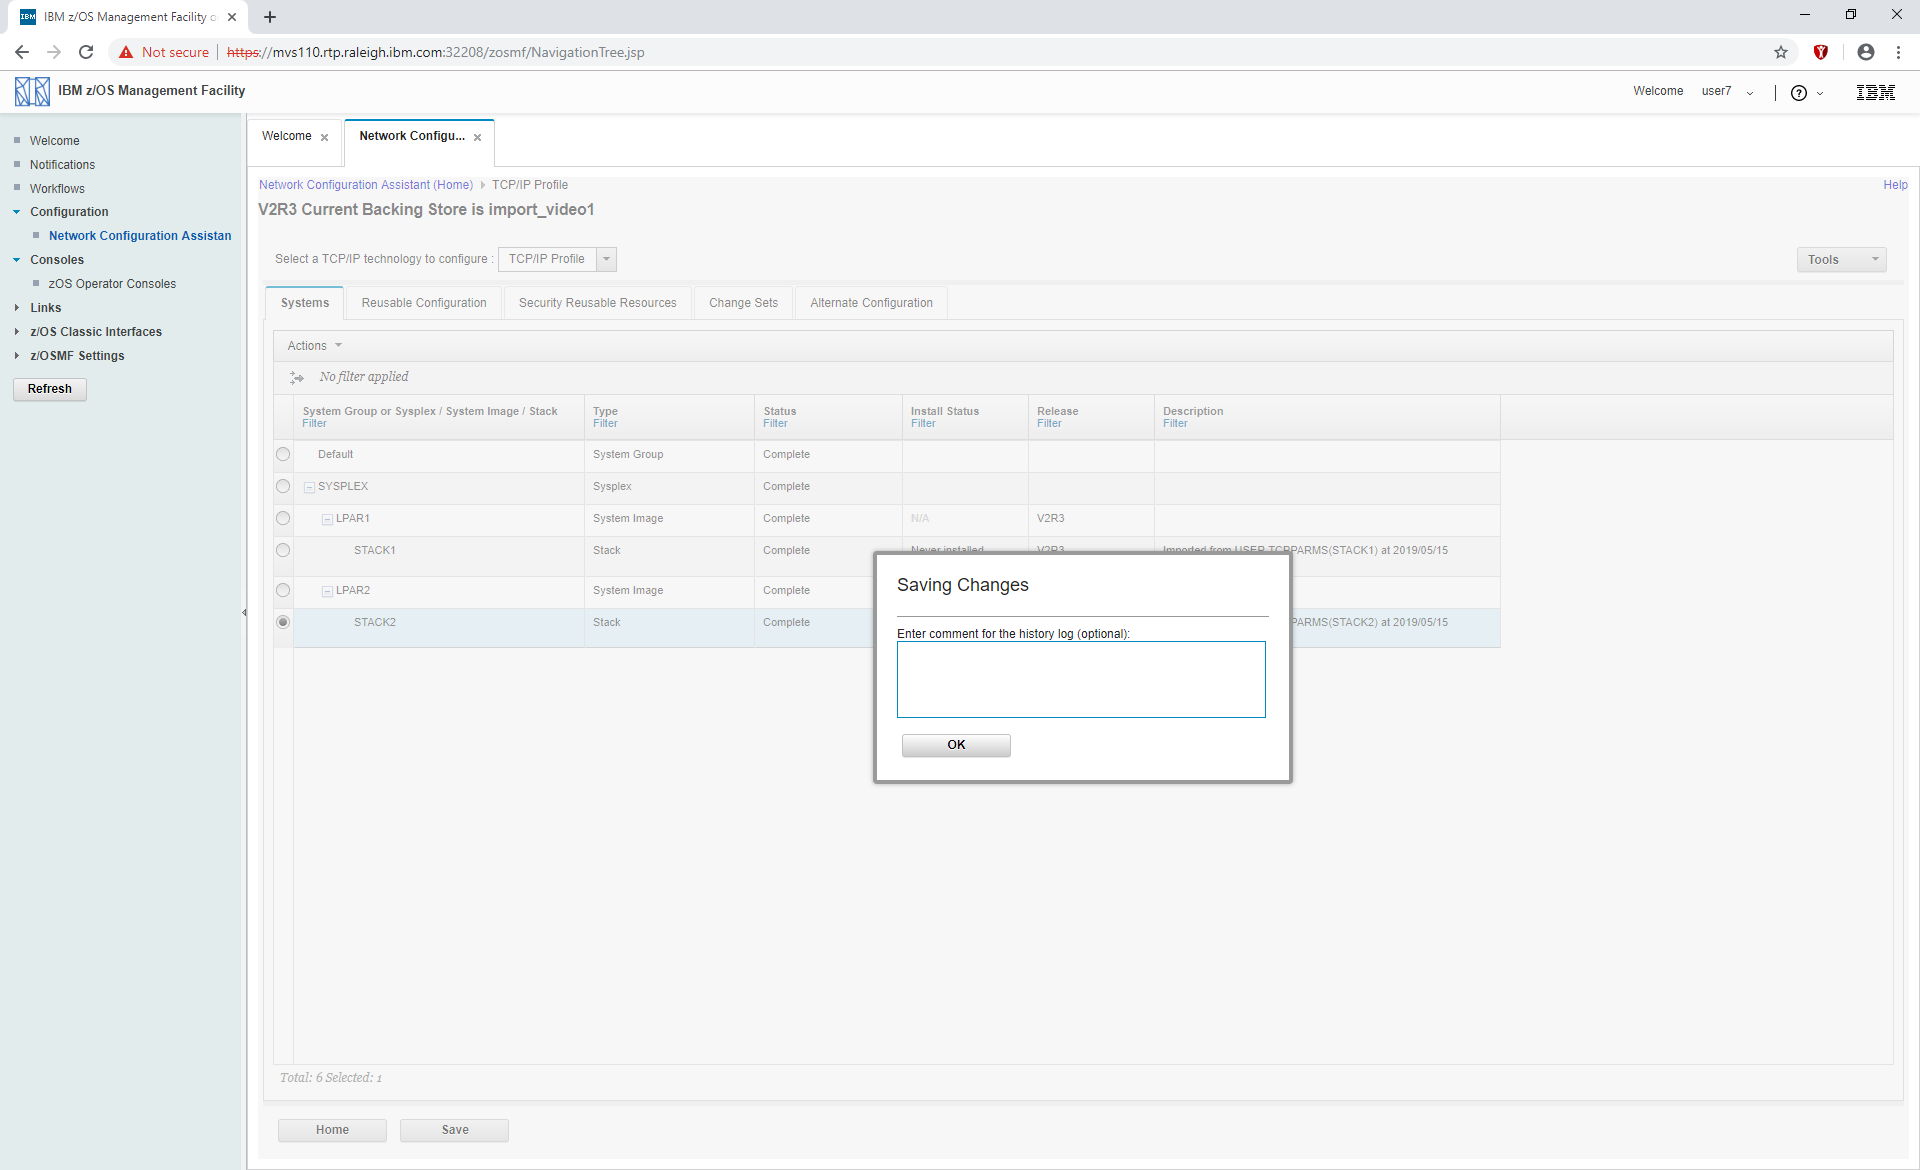 IBM IBM z/OS Management Facility o
Not secure https://mvs110.rtp.raleigh.ibm.com:32208/zosmf/NavigationTree.jsp
IBM z/OS Management Facility
Welcome user7 ? IBM
Welcome
Notifications
Workflows
Configuration
Network Configuration Assistan
Consoles
zOS Operator Consoles
Links
z/OS Classic Interfaces
z/OSMF Settings
Refresh
Welcome Network Configu...
Network Configuration Assistant (Home) TCP/IP Profile Help
V2R3 Current Backing Store is import_video1
Select a TCP/IP technology to configure : TCP/IP Profile Tools
Systems Reusable Configuration Security Reusable Resources Change Sets Alternate Configuration
Actions
No filter applied
System Group or Sysplex / System Image / Stack Type Status Install Status Release Description
Filter Filter Filter Filter Filter Filter
Default System Group Complete
SYSPLEX Sysplex Complete
LPAR1 System Image Complete N/A V2R3
STACK1 Stack Complete Never installed V2R3 Imported from USER.TCPPARMS(STACK1) at 2019/05/15
LPAR2 System Image Complete
STACK2 Stack Complete PARMS(STACK2) at 2019/05/15
Saving Changes
Enter comment for the history log (optional):
OK
Total: 6 Selected: 1
Home Save